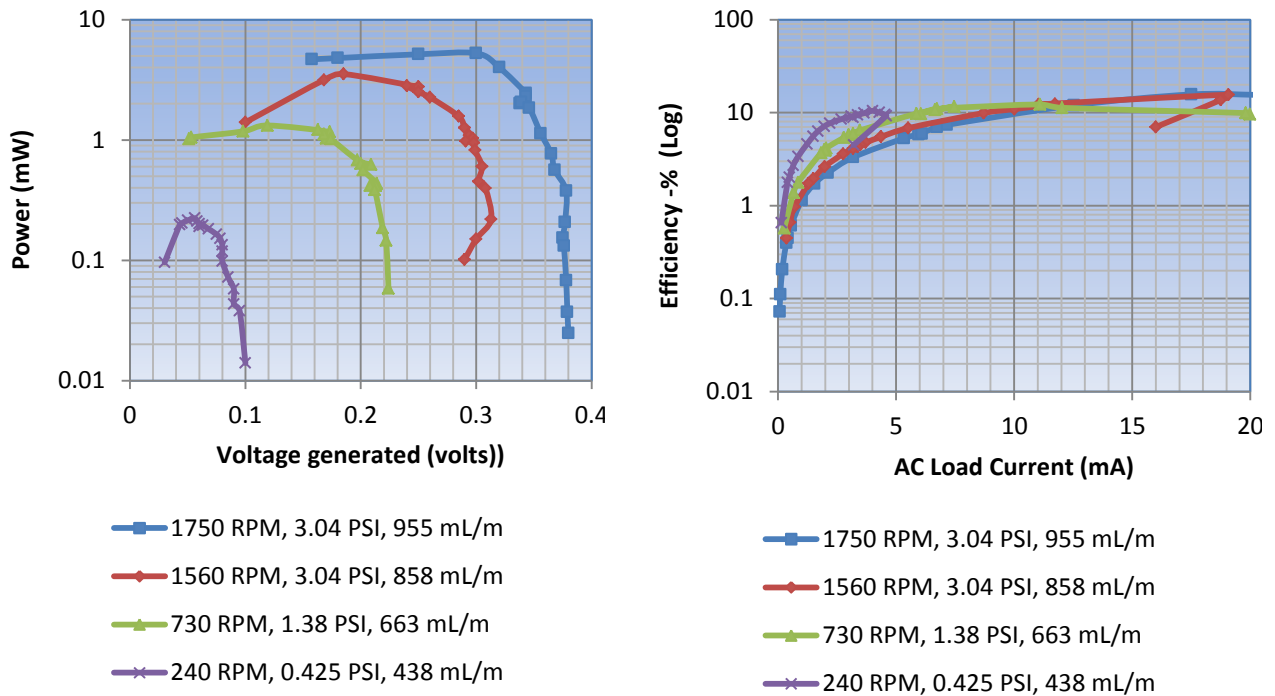 10
1
0.1
0.01
Power (mW)
0
0.1
0.2
0.3
0.4
Voltage generated (volts))
1750 RPM, 3.04 PSI, 955 mL/m
1560 RPM, 3.04 PSI, 858 mL/m
730 RPM, 1.38 PSI, 663 mL/m
240 RPM, 0.425 PSI, 438 mL/m
100
10
1
0.1
0.01
Efficiency -% (Log)
0
5
10
15
20
AC Load Current (mA)
1750 RPM, 3.04 PSI, 955 mL/m
1560 RPM, 3.04 PSI, 858 mL/m
730 RPM, 1.38 PSI, 663 mL/m
240 RPM, 0.425 PSI, 438 mL/m